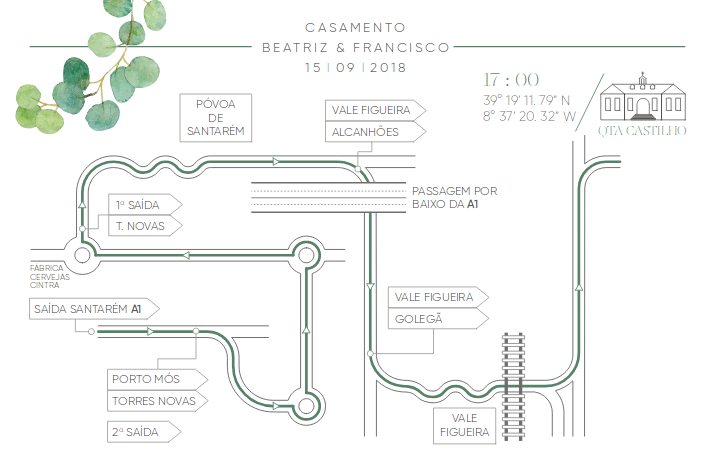 CASAMENTO
BEATRIZ & FRANCISCO
15 | 09 | 2018
17 : 00
39° 19' 11. 79" N
8° 37' 20. 32" W
QTA CASTILHO
PÓVOA
DE
SANTARÉM
VALE FIGUEIRA
ALCANHÕES
PASSAGEM POR
BAIXO DA A1
1ª SAÍDA
T. NOVAS
FÁBRICA
CERVEJAS
CINTRA
SAÍDA SANTARÉM A1
VALE FIGUEIRA
GOLEGÃ
PORTO MÓS
TORRES NOVAS
2ª SAÍDA
VALE
FIGUEIRA